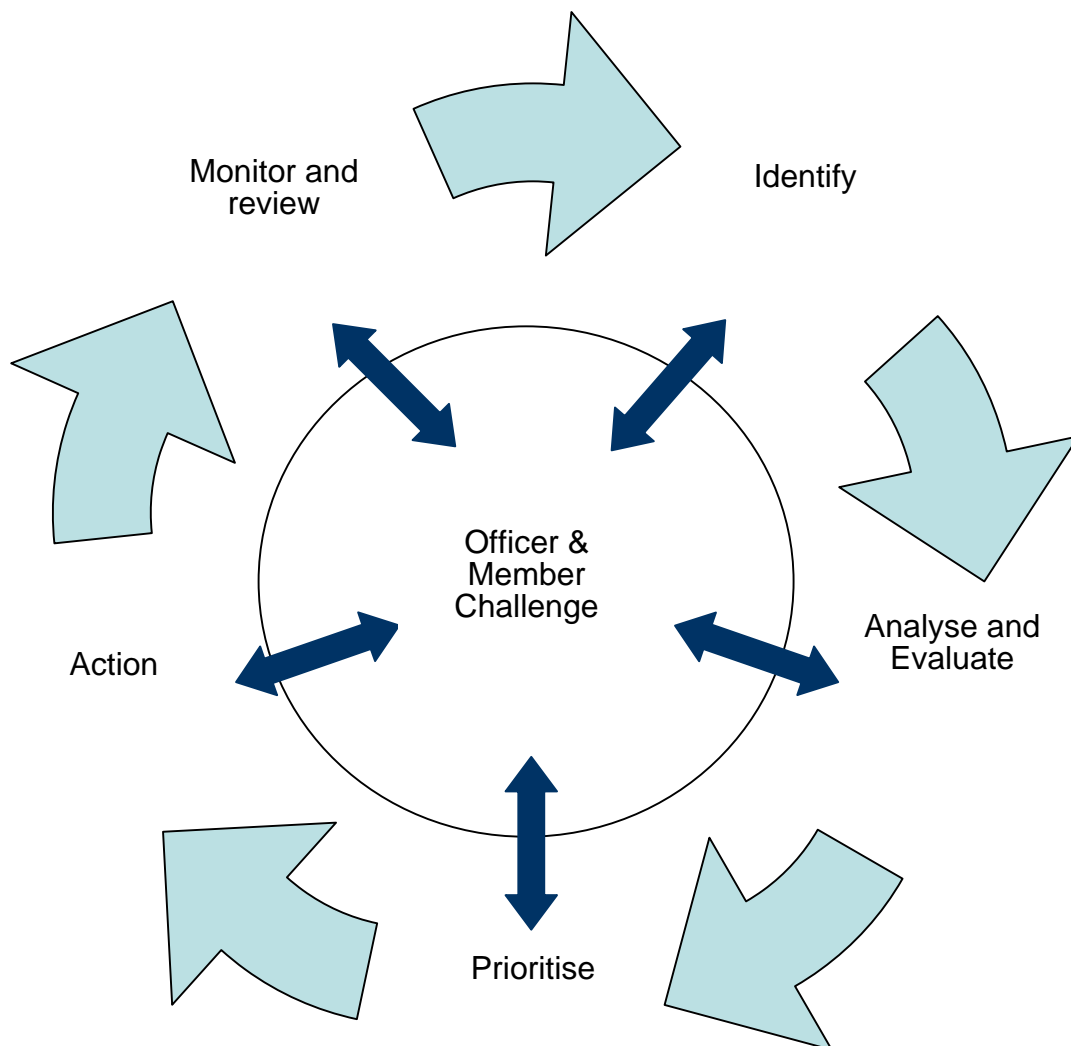 Monitor and
review
Identify
Officer &
Member
Challenge
Analyse and
Evaluate
Action
Prioritise